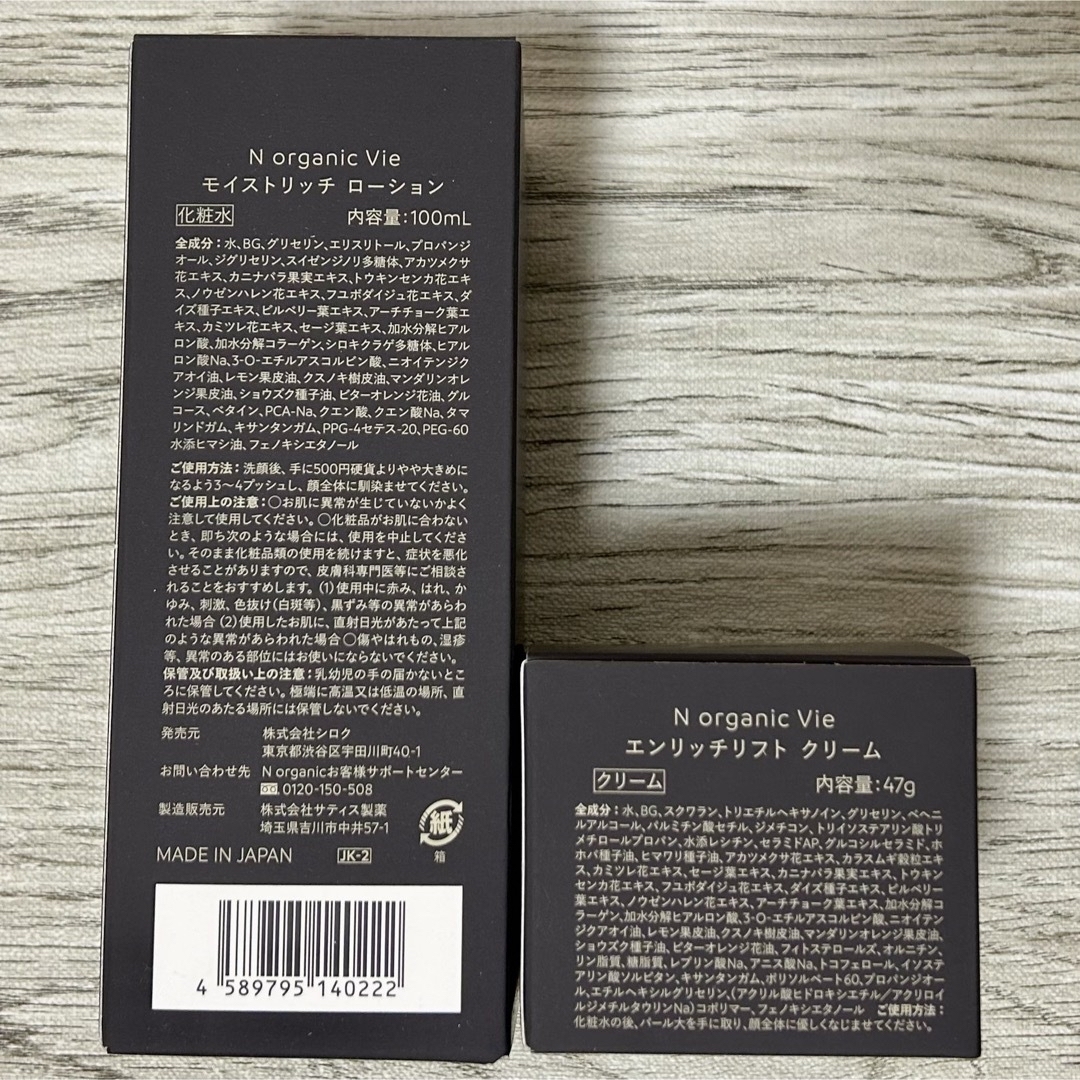 N organic Vie
モイストリッチ ローション
化粧水 内容量:100mL
全成分:水、BG、グリセリン、エリスリトール、プロパンジ
オール、ジグリセリン、スイゼンジノリ多糖体、アカツメクサ
花エキス、カニナバラ果実エキス、トウキンセンカ花エキ
ス、ノウゼンハレン花エキス、フユボダイジュ花エキス、ダ
イズ種子エキス、ビルベリー葉エキス、アーチチョーク葉エ
キス、カミツレ花エキス、セージ葉エキス、加水分解ヒアル
ロン酸、加水分解コラーゲン、シロキクラゲ多糖体、ヒアル
ロン酸Na、3-O-エチルアスコルビン酸、ニオイテンジク
アオイ油、レモン果皮油、クスノキ樹皮油、マンダリンオレ
ンジ果皮油、ショウズク種子油、ビターオレンジ花油、グル
コース、ベタイン、PCA-Na、クエン酸、クエン酸Na、タマ
リンドガム、キサンタンガム、PPG-4セテス-20、PEG-60
水添ヒマシ油、フェノキシエタノール
ご使用方法:洗顔後、手に500円硬貨よりやや大きめに
なるよう3〜4プッシュし、顔全体に馴染ませてください。
ご使用上の注意:○お肌に異常が生じていないかよく
注意して使用してください。○化粧品がお肌に合わない
とき、即ち次のような場合には、使用を中止してくださ
い。そのまま化粧品類の使用を続けますと、症状を悪化
させることがありますので、皮膚科専門医等にご相談さ
れることをおすすめします。(1)使用中に赤み、はれ、か
ゆみ、刺激、色抜け(白斑等)、黒ずみ等の異常があらわ
れた場合 (2)使用したお肌に、直射日光があたって上記
のような異常があらわれた場合 ○傷やはれもの、湿疹
等、異常のある部位にはお使いにならないでください。
保管及び取扱い上の注意:乳幼児の手の届かないとこ
ろに保管してください。極端に高温又は低温の場所、直
射日光のあたる場所には保管しないでください。
発売元 株式会社シロク
東京都渋谷区宇田川町40-1
お問い合わせ先 N organicお客様サポートセンター
0120-150-508
製造販売元 株式会社サティス製薬
埼玉県吉川市中井57-1
紙
箱
MADE IN JAPAN JK-2
4 589795 140222
N organic Vie
エンリッチリフト クリーム
クリーム 内容量:47g
全成分:水、BG、スクワラン、トリエチルヘキサノイン、グリセリン、ベヘニ
ルアルコール、パルミチン酸セチル、ジメチコン、トリイソステアリン酸トリ
メチロールプロパン、水添レシチン、セラミドAP、グルコシルセラミド、ホ
ホバ種子油、ヒマワリ種子油、アカツメクサ花エキス、カラスムギ穀粒エキ
ス、カミツレ花エキス、セージ葉エキス、カニナバラ果実エキス、トウキン
センカ花エキス、フユボダイジュ花エキス、ダイズ種子エキス、ビルベリー
葉エキス、ノウゼンハレン花エキス、アーチチョーク葉エキス、加水分解コ
ラーゲン、加水分解ヒアルロン酸、3-O-エチルアスコルビン酸、ニオイテン
ジクアオイ油、レモン果皮油、クスノキ樹皮油、マンダリンオレンジ果皮油、
ショウズク種子油、ビターオレンジ花油、フィトステロールズ、オルニチン、
リン脂質、糖脂質、レブリン酸Na、アニス酸Na、トコフェロール、イソステ
アリン酸ソルビタン、キサンタンガム、ポリソルベート60、プロパンジオー
ル、エチルヘキシルグリセリン、(アクリル酸ヒドロキシエチル/アクリロイ
ルジメチルタウリンNa)コポリマー、フェノキシエタノール ご使用方法:
化粧水の後、パール大を手に取り、顔全体に優しくなじませてください。